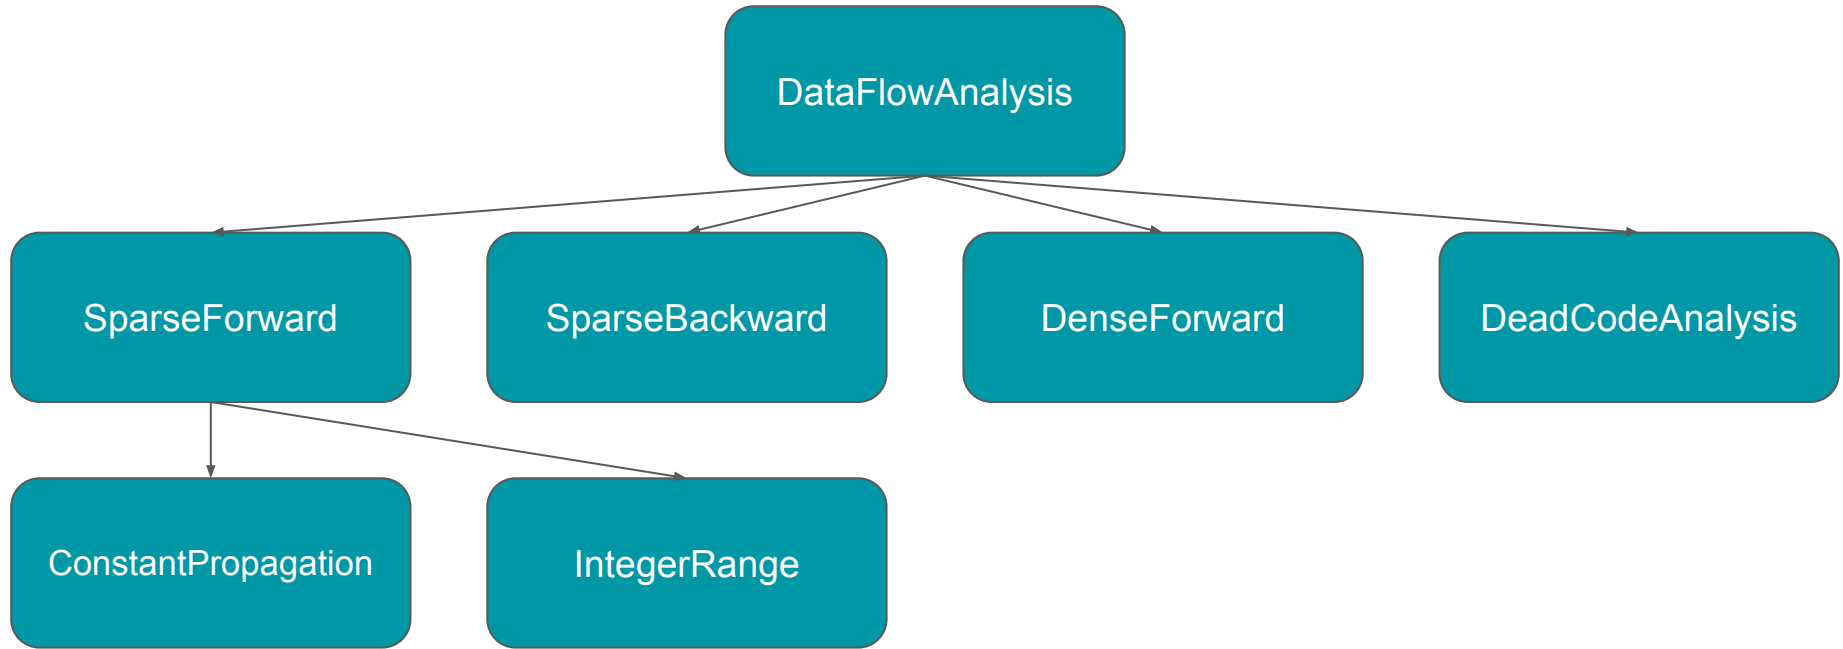 DataFlowAnalysis
SparseForward
SparseBackward
DenseForward
DeadCodeAnalysis
ConstantPropagation
IntegerRange